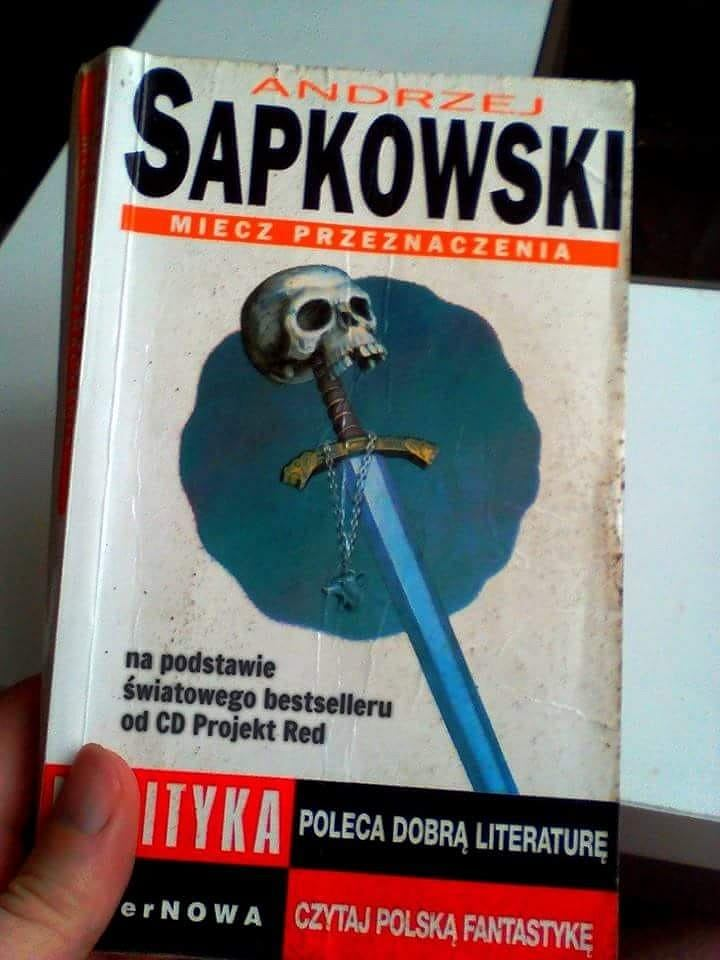 ANDRZEJ
SAPKOWSKI
MIECZ PRZEZNACZENIA
na podstawie
światowego bestselleru
od CD Projekt Red
ITYKA
POLECA DOBRĄ LITERATURĘ
erNOWA
CZYTAJ POLSKĄ FANTASTYKĘ